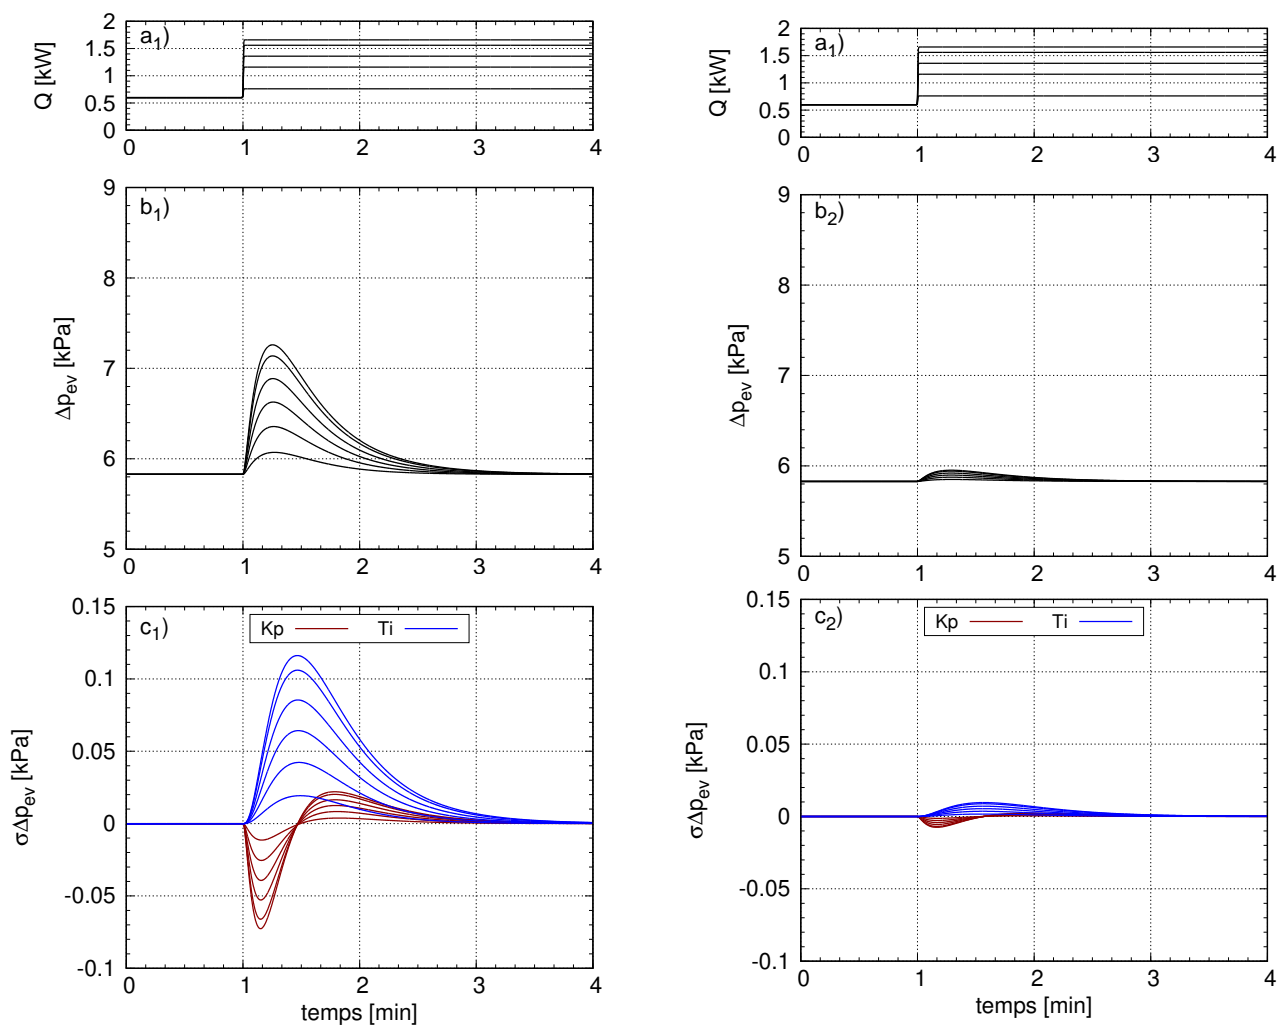 a1)
Q [kW]
2
1.5
1
0.5
0
0 1 2 3 4
b1)
Δpev [kPa]
9
8
7
6
5
0 1 2 3 4
c1)
Kp Ti
σΔpev [kPa]
0.15
0.1
0.05
0
-0.05
-0.1
0 1 2 3 4
temps [min]
a1)
Q [kW]
2
1.5
1
0.5
0
0 1 2 3 4
b2)
Δpev [kPa]
9
8
7
6
5
0 1 2 3 4
c2)
Kp Ti
σΔpev [kPa]
0.15
0.1
0.05
0
-0.05
-0.1
0 1 2 3 4
temps [min]